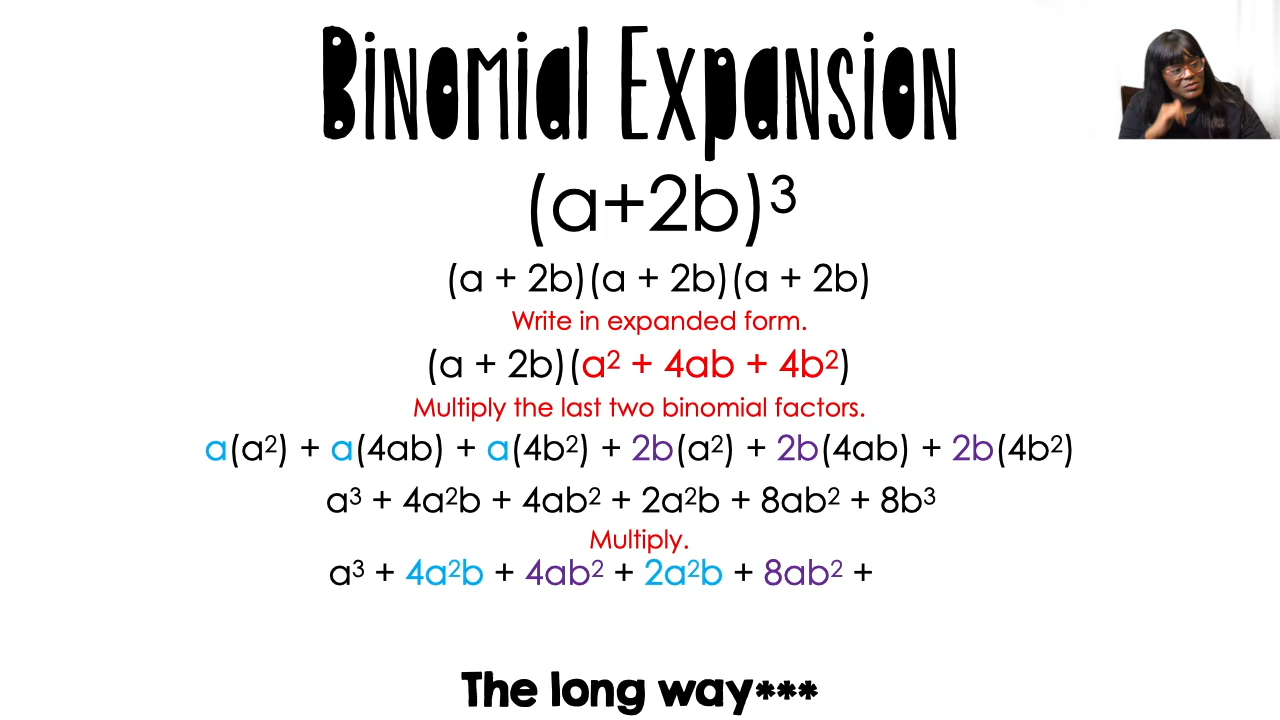 Binomial Expansion
(a+2b)³
(a + 2b)(a + 2b)(a + 2b)
Write in expanded form.
(a + 2b)(a² + 4ab + 4b²)
Multiply the last two binomial factors.
a(a²) + a(4ab) + a(4b²) + 2b(a²) + 2b(4ab) + 2b(4b²)
a³ + 4a²b + 4ab² + 2a²b + 8ab² + 8b³
Multiply.
a³ + 4a²b + 4ab² + 2a²b + 8ab² +
The long way***